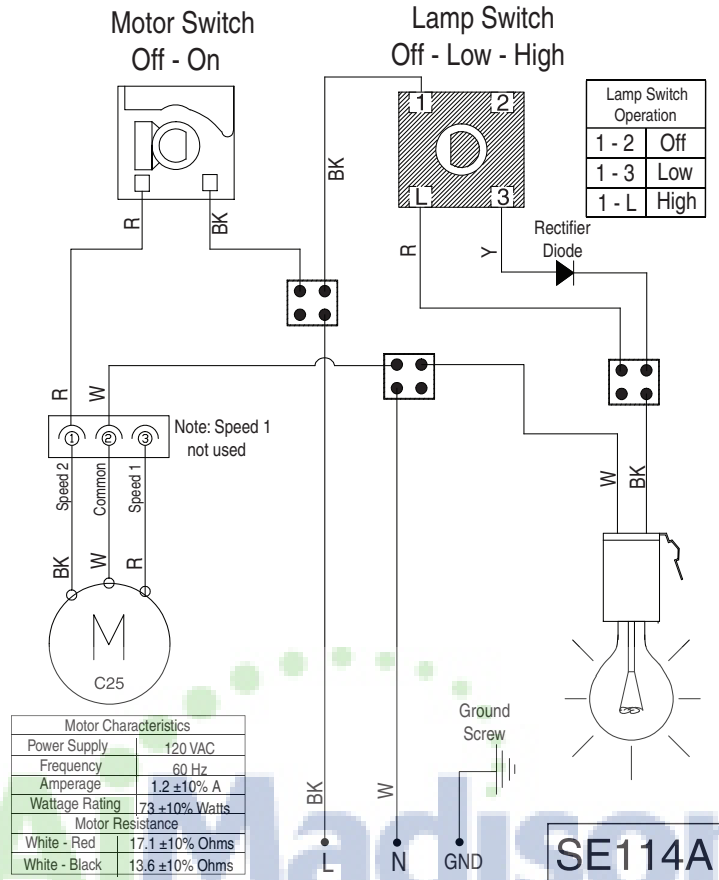 Motor Switch
Off - On
Lamp Switch
Off - Low - High
1
2
L
3
Lamp Switch
Operation
1 - 2 Off
1 - 3 Low
1 - L High
BK
R
BK
R
Y
Rectifier
Diode
R
W
1
2
3
Note: Speed 1
not used
Speed 2
Common
Speed 1
BK
W
R
W
BK
M
C25
Motor Characteristics
Power Supply 120 VAC
Frequency 60 Hz
Amperage 1.2 ±10% A
Wattage Rating 73 ±10% Watts
Motor Resistance
White - Red 17.1 ±10% Ohms
White - Black 13.6 ±10% Ohms
Ground
Screw
BK
W
L
N
GND
SE114A